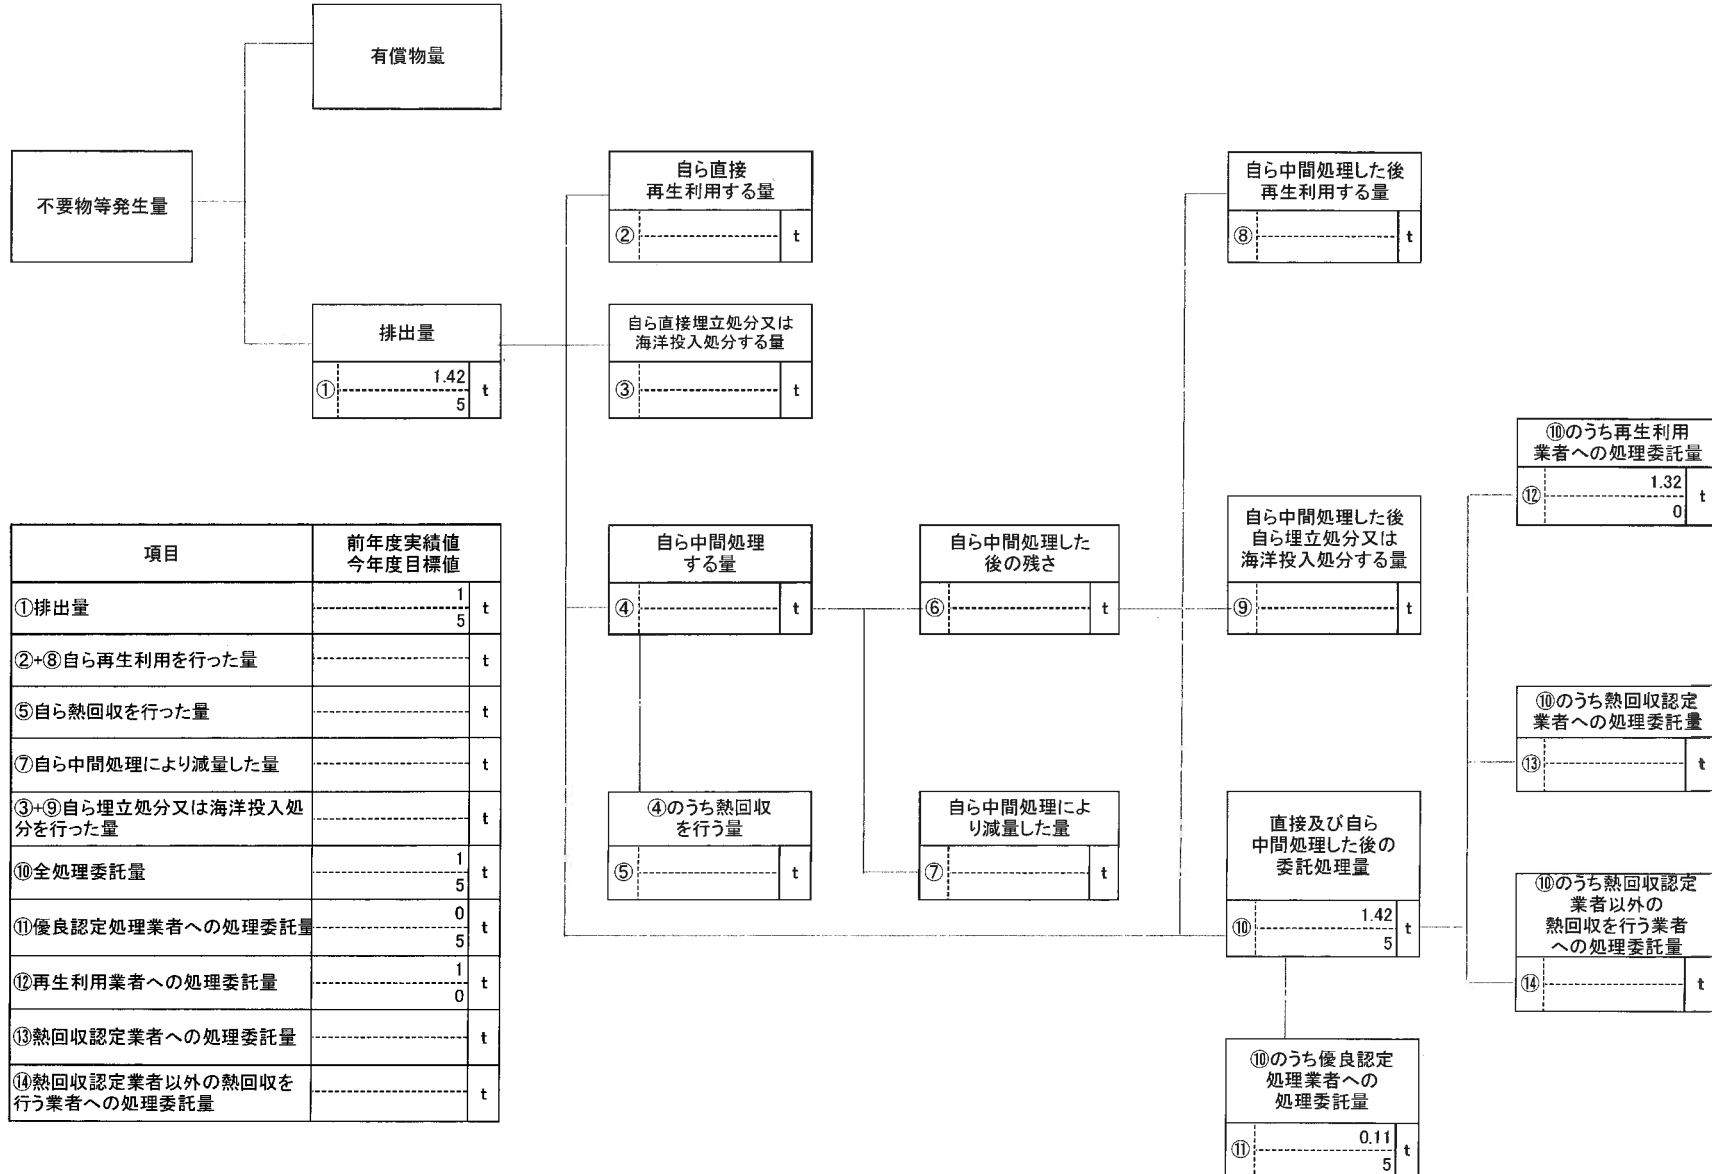 有償物量
不要物等発生量
排出量
①
1.42
5
t
自ら直接
再生利用する量
②
t
自ら直接埋立処分又は
海洋投入処分する量
③
t
自ら中間処理
する量
④
t
④のうち熱回収
を行う量
⑤
t
自ら中間処理した
後の残さ
⑥
t
自ら中間処理によ
り減量した量
⑦
t
自ら中間処理した後
再生利用する量
⑧
t
自ら中間処理した後
自ら埋立処分又は
海洋投入処分する量
⑨
t
直接及び自ら
中間処理した後の
委託処理量
⑩
1.42
5
t
⑩のうち優良認定
処理業者への
処理委託量
⑪
0.11
5
t
⑩のうち再生利用
業者への処理委託量
⑫
1.32
0
t
⑩のうち熱回収認定
業者への処理委託量
⑬
t
⑩のうち熱回収認定
業者以外の
熱回収を行う業者
への処理委託量
⑭
t
項目
前年度実績値
今年度目標値
①排出量
1
5
t
②+⑧自ら再生利用を行った量
t
⑤自ら熱回収を行った量
t
⑦自ら中間処理により減量した量
t
③+⑨自ら埋立処分又は海洋投入処
分を行った量
t
⑩全処理委託量
1
5
t
⑪優良認定処理業者への処理委託量
0
5
t
⑫再生利用業者への処理委託量
1
0
t
⑬熱回収認定業者への処理委託量
t
⑭熱回収認定業者以外の熱回収を
行う業者への処理委託量
t